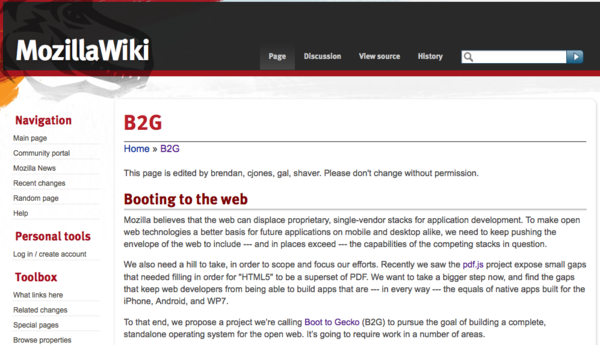 MozillaWiki
Page Discussion View source History
Navigation
Main page
Community portal
Mozilla News
Recent changes
Random page
Help
Personal tools
Log in / create account
Toolbox
What links here
Related changes
Special pages
Browse properties
B2G
Home » B2G
This page is edited by brendan, cjones, gal, shaver. Please don't change without permission.
Booting to the web
Mozilla believes that the web can displace proprietary, single-vendor stacks for application development. To make open
web technologies a better basis for future applications on mobile and desktop alike, we need to keep pushing the
envelope of the web to include --- and in places exceed --- the capabilities of the competing stacks in question.
We also need a hill to take, in order to scope and focus our efforts. Recently we saw the pdf.js project expose small gaps
that needed filling in order for "HTML5" to be a superset of PDF. We want to take a bigger step now, and find the gaps
that keep web developers from being able to build apps that are --- in every way --- the equals of native apps built for the
iPhone, Android, and WP7.
To that end, we propose a project we're calling Boot to Gecko (B2G) to pursue the goal of building a complete,
standalone operating system for the open web. It's going to require work in a number of areas.